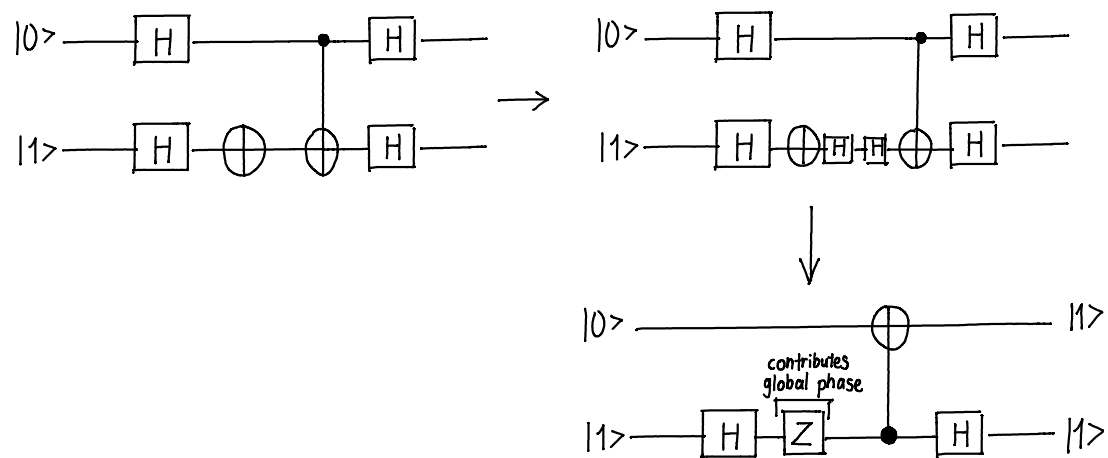 |0> H H |0> H H
|1> H H |1> H H H H
|0> |1>
contributes
global phase
|1> H Z H |1>